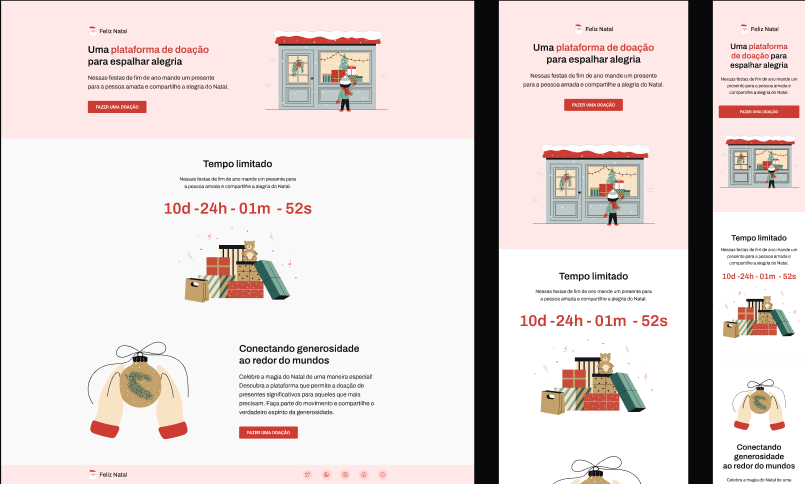 Feliz Natal
Uma plataforma de doação
para espalhar alegria
Nessas festas de fim de ano mande um presente
para a pessoa amada e compartilhe a alegria do Natal.
FAZER UMA DOAÇÃO
Tempo limitado
Nessas festas de fim de ano mande um presente para
a pessoa amada e compartilhe a alegria do Natal.
10d -24h - 01m - 52s
Conectando generosidade
ao redor do mundos
Celebre a magia do Natal de uma maneira especial!
Descubra a plataforma que permite a doação de
presentes significativos para aqueles que mais
precisam. Faça parte do movimento e compartilhe o
verdadeiro espírito da generosidade.
FAZER UMA DOAÇÃO
Feliz Natal
Feliz Natal
Uma plataforma de doação
para espalhar alegria
Nessas festas de fim de ano mande um presente
para a pessoa amada e compartilhe a alegria do Natal.
FAZER UMA DOAÇÃO
Tempo limitado
Nessas festas de fim de ano mande um presente para
a pessoa amada e compartilhe a alegria do Natal.
10d -24h - 01m - 52s
Feliz Natal
Uma plataforma
de doação para
espalhar alegria
Nessas festas de fim de ano mande um
presente para a pessoa amada e
compartilhe a alegria do Natal.
FAZER UMA DOAÇÃO
Tempo limitado
Nessas festas de fim de ano mande um
presente para a pessoa amada e
compartilhe a alegria do Natal.
10d -24h - 01m - 52s
Conectando
generosidade
ao redor do mundos
Celebre a magia do Natal de uma